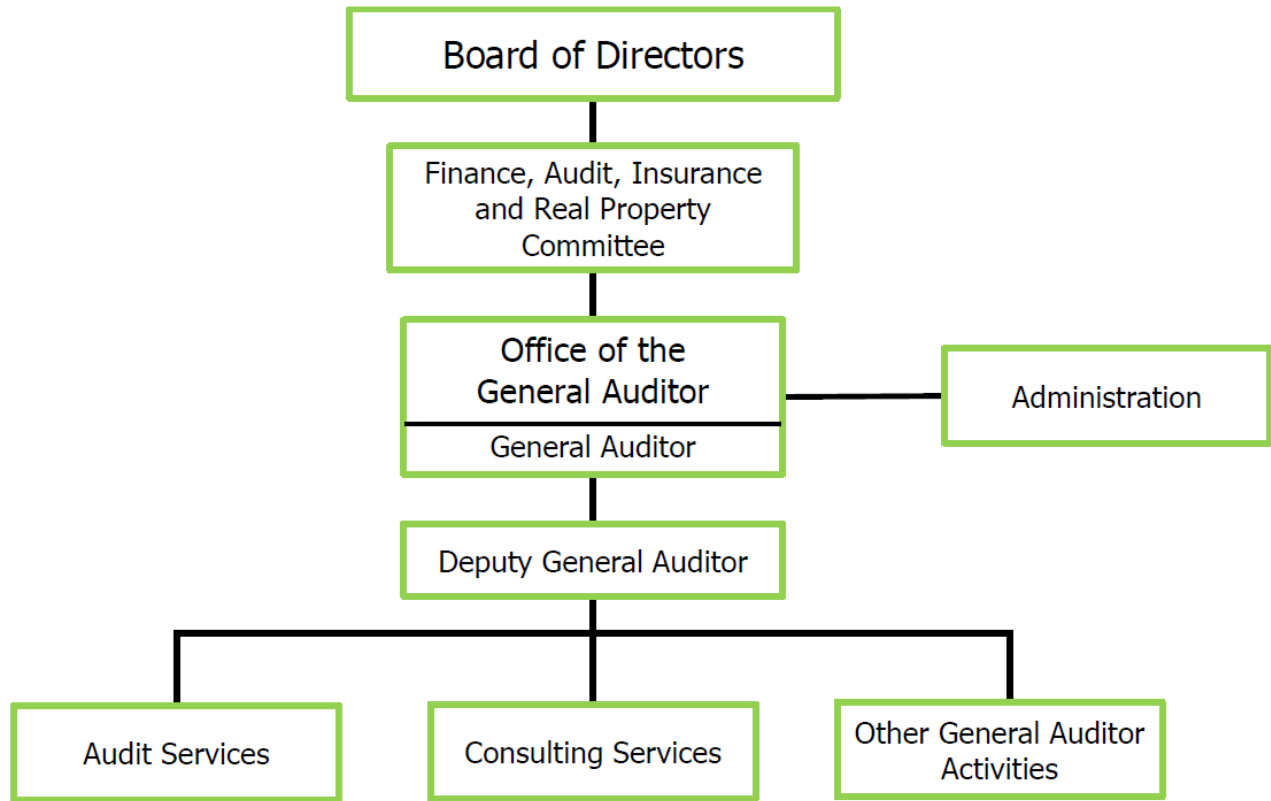 Board of Directors
Finance, Audit, Insurance
and Real Property
Committee
Office of the
General Auditor
General Auditor
Administration
Deputy General Auditor
Audit Services
Consulting Services
Other General Auditor
Activities